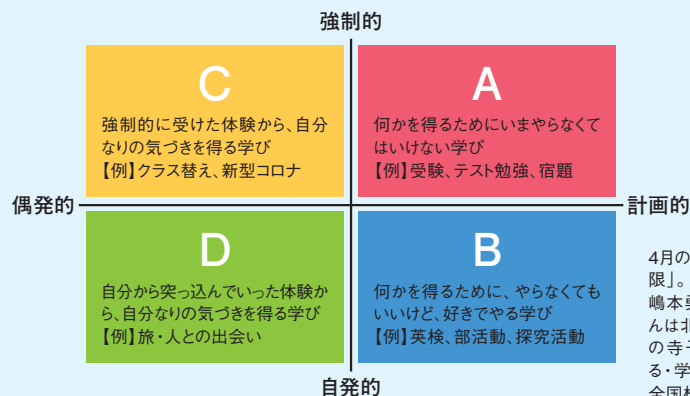 強制的
C
強制的に受けた体験から、自分
なりの気づきを得る学び
【例】クラス替え、新型コロナ
A
何かを得るためにいまやらなくて
はいけない学び
【例】受験、テスト勉強、宿題
偶発的
計画的
D
自分から突っ込んでいった体験か
ら、自分なりの気づきを得る学び
【例】旅・人との出会い
B
何かを得るために、やらなくても
いいけど、好きでやる学び
【例】英検、部活動、探究活動
自発的
4月の
限」。
嶋本勇
んは北
の寺子
る・学
全国村